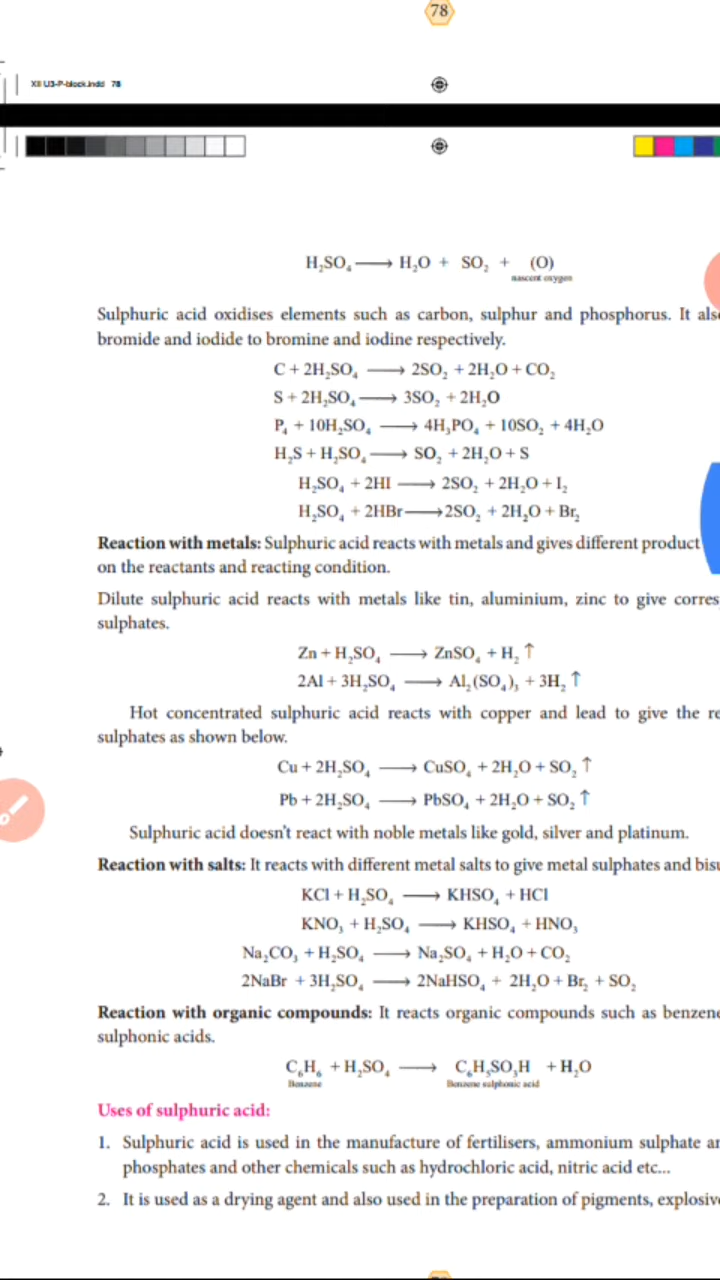 78
XII U3-P-block.indd 78
H₂SO₄ ⟶ H₂O + SO₂ + (O)
nascent oxygen
Sulphuric acid oxidises elements such as carbon, sulphur and phosphorus. It als
bromide and iodide to bromine and iodine respectively.
C + 2H₂SO₄ ⟶ 2SO₂ + 2H₂O + CO₂
S + 2H₂SO₄ ⟶ 3SO₂ + 2H₂O
P₄ + 10H₂SO₄ ⟶ 4H₃PO₄ + 10SO₂ + 4H₂O
H₂S + H₂SO₄ ⟶ SO₂ + 2H₂O + S
H₂SO₄ + 2HI ⟶ 2SO₂ + 2H₂O + I₂
H₂SO₄ + 2HBr ⟶ 2SO₂ + 2H₂O + Br₂
Reaction with metals: Sulphuric acid reacts with metals and gives different product
on the reactants and reacting condition.
Dilute sulphuric acid reacts with metals like tin, aluminium, zinc to give corres
sulphates.
Zn + H₂SO₄ ⟶ ZnSO₄ + H₂ ↑
2Al + 3H₂SO₄ ⟶ Al₂(SO₄)₃ + 3H₂ ↑
Hot concentrated sulphuric acid reacts with copper and lead to give the re
sulphates as shown below.
Cu + 2H₂SO₄ ⟶ CuSO₄ + 2H₂O + SO₂ ↑
Pb + 2H₂SO₄ ⟶ PbSO₄ + 2H₂O + SO₂ ↑
Sulphuric acid doesn't react with noble metals like gold, silver and platinum.
Reaction with salts: It reacts with different metal salts to give metal sulphates and bisu
KCl + H₂SO₄ ⟶ KHSO₄ + HCl
KNO₃ + H₂SO₄ ⟶ KHSO₄ + HNO₃
Na₂CO₃ + H₂SO₄ ⟶ Na₂SO₄ + H₂O + CO₂
2NaBr + 3H₂SO₄ ⟶ 2NaHSO₄ + 2H₂O + Br₂ + SO₂
Reaction with organic compounds: It reacts organic compounds such as benzene
sulphonic acids.
C₆H₆ + H₂SO₄ ⟶ C₆H₅SO₃H + H₂O
Benzene Benzene sulphonic acid
Uses of sulphuric acid:
1. Sulphuric acid is used in the manufacture of fertilisers, ammonium sulphate an
phosphates and other chemicals such as hydrochloric acid, nitric acid etc...
2. It is used as a drying agent and also used in the preparation of pigments, explosive